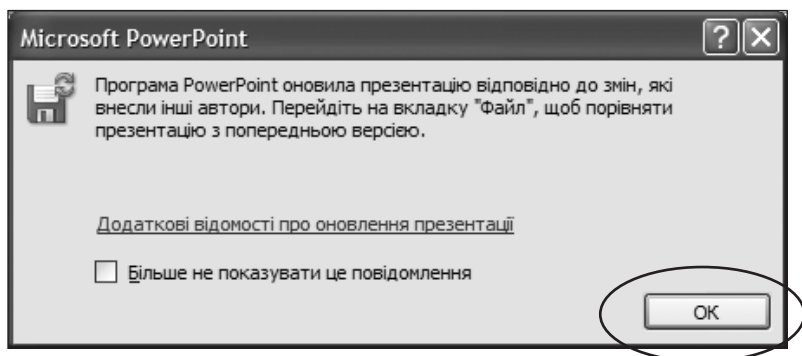 Microsoft PowerPoint
Програма PowerPoint оновила презентацію відповідно до змін, які
внесли інші автори. Перейдіть на вкладку "Файл", щоб порівняти
презентацію з попередньою версією.
Додаткові відомості про оновлення презентації
Більше не показувати це повідомлення
ОК